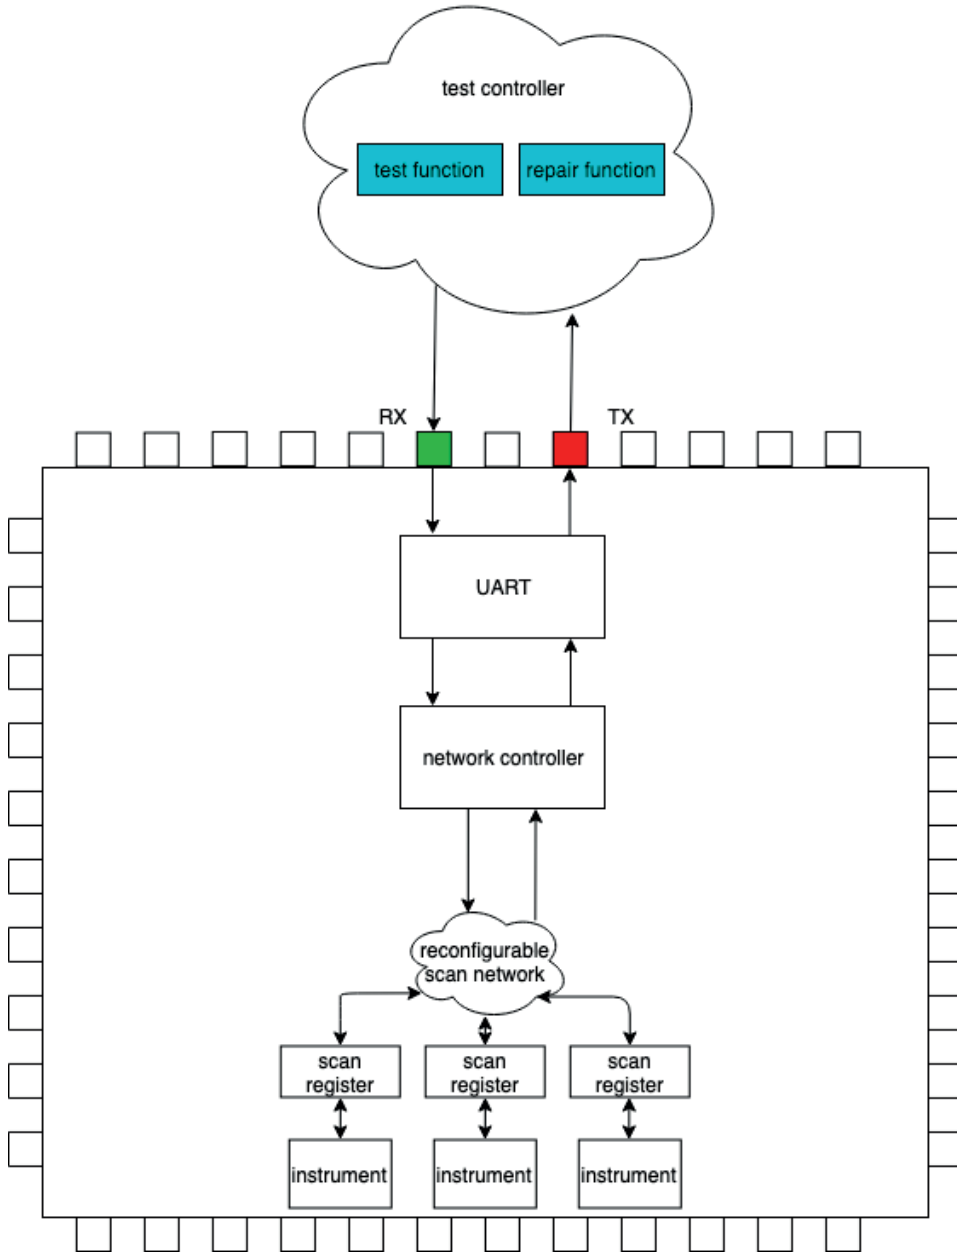 test controller
test function
repair function
RX
TX
UART
network controller
reconfigurable
scan network
scan
register
scan
register
scan
register
instrument
instrument
instrument